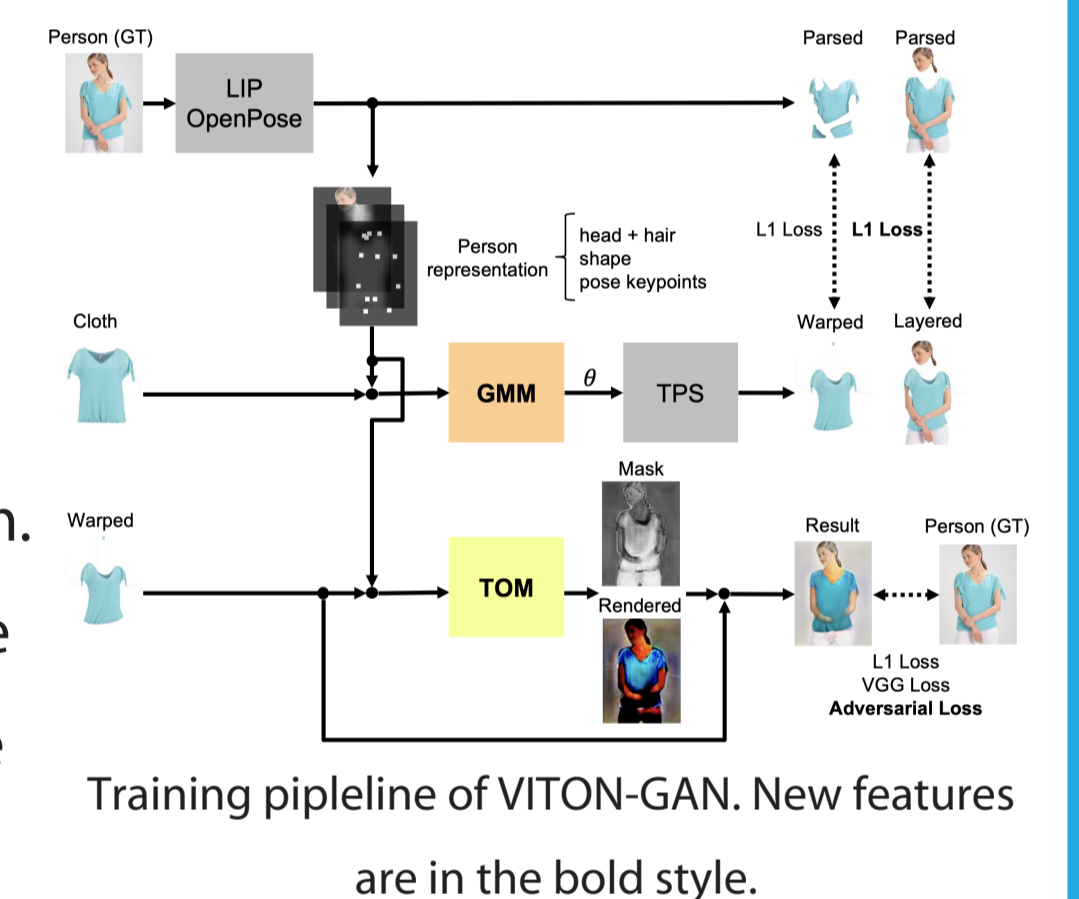 Person (GT)
LIP
OpenPose
Parsed
Parsed
L1 Loss
L1 Loss
Person
representation
head + hair
shape
pose keypoints
Cloth
GMM
θ
TPS
Warped
Layered
n.
Warped
e
TOM
Mask
Rendered
Result
Person (GT)
L1 Loss
VGG Loss
Adversarial Loss
Training pipleline of VITON-GAN. New features
are in the bold style.